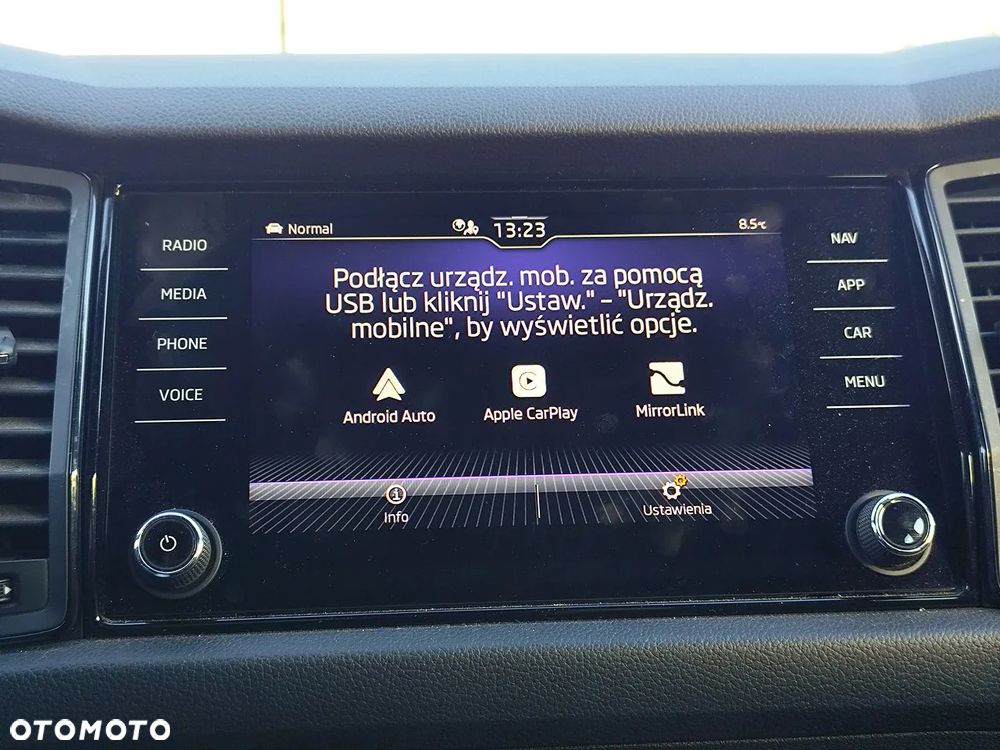 Normal
13:23
8.5°C
RADIO
MEDIA
PHONE
VOICE
Podłącz urządz. mob. za pomocą
USB lub kliknij "Ustaw." – "Urządz.
mobilne", by wyświetlić opcje.
Android Auto
Apple CarPlay
MirrorLink
Info
Ustawienia
NAV
APP
CAR
MENU
OTOMOTO